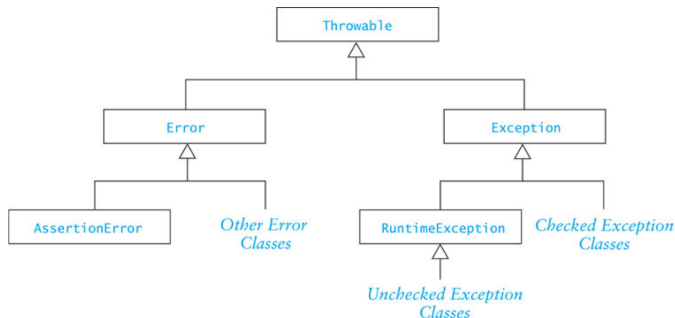 Throwable
Error
Exception
AssertionError
Other Error
Classes
RuntimeException
Checked Exception
Classes
Unchecked Exception
Classes